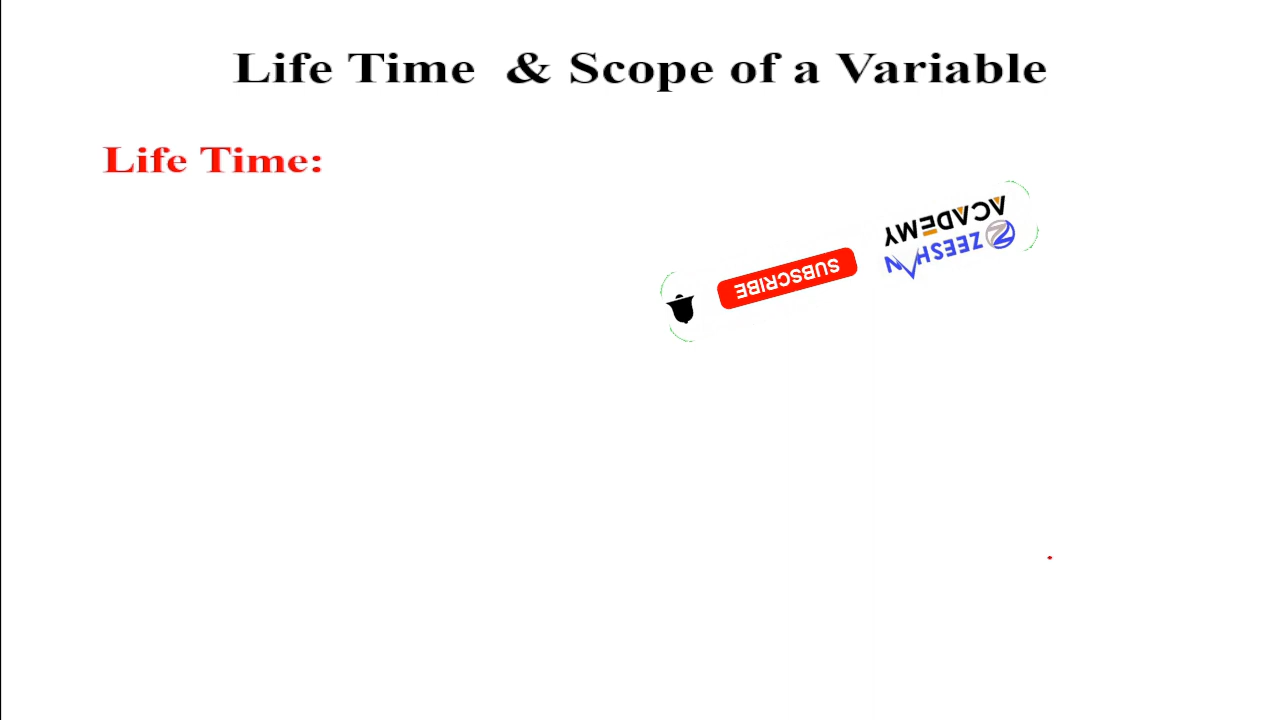 Life Time & Scope of a Variable
Life Time:
ZEESHAN
ACADEMY
SUBSCRIBE